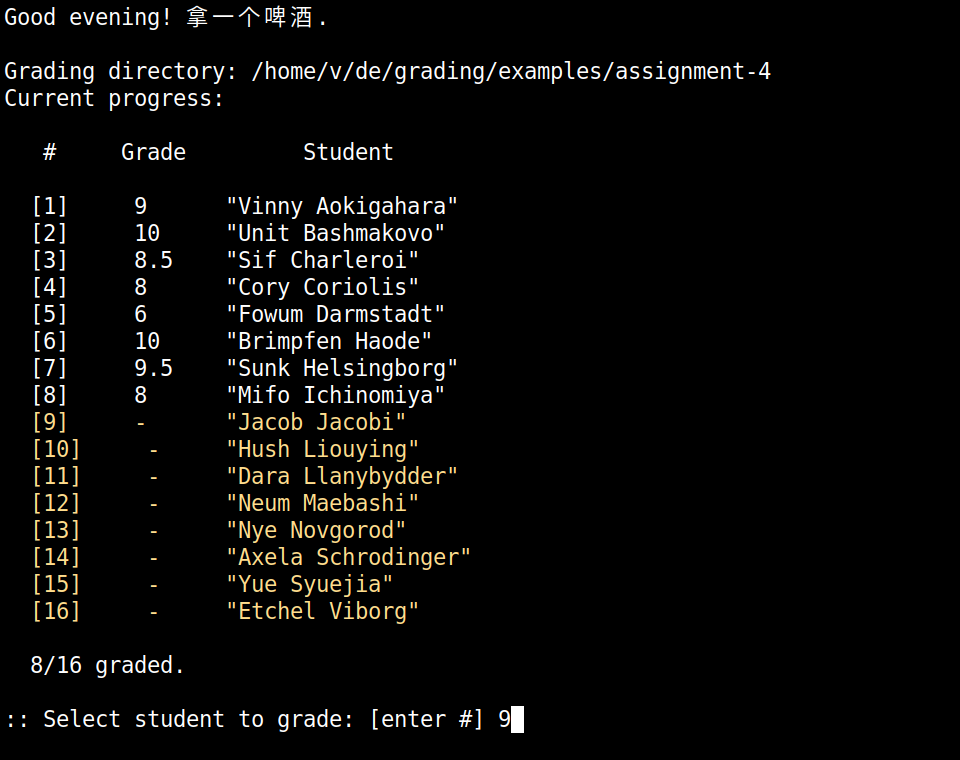 Good evening! 拿一个啤酒.
Grading directory: /home/v/de/grading/examples/assignment-4
Current progress:
# Grade Student
[1] 9 "Vinny Aokigahara"
[2] 10 "Unit Bashmakovo"
[3] 8.5 "Sif Charleroi"
[4] 8 "Cory Coriolis"
[5] 6 "Fowum Darmstadt"
[6] 10 "Brimpfen Haode"
[7] 9.5 "Sunk Helsingborg"
[8] 8 "Mifo Ichinomiya"
[9] - "Jacob Jacobi"
[10] - "Hush Liouying"
[11] - "Dara Llanybydder"
[12] - "Neum Maebashi"
[13] - "Nye Novgorod"
[14] - "Axela Schrodinger"
[15] - "Yue Syuejia"
[16] - "Etchel Viborg"
8/16 graded.
:: Select student to grade: [enter #] 9